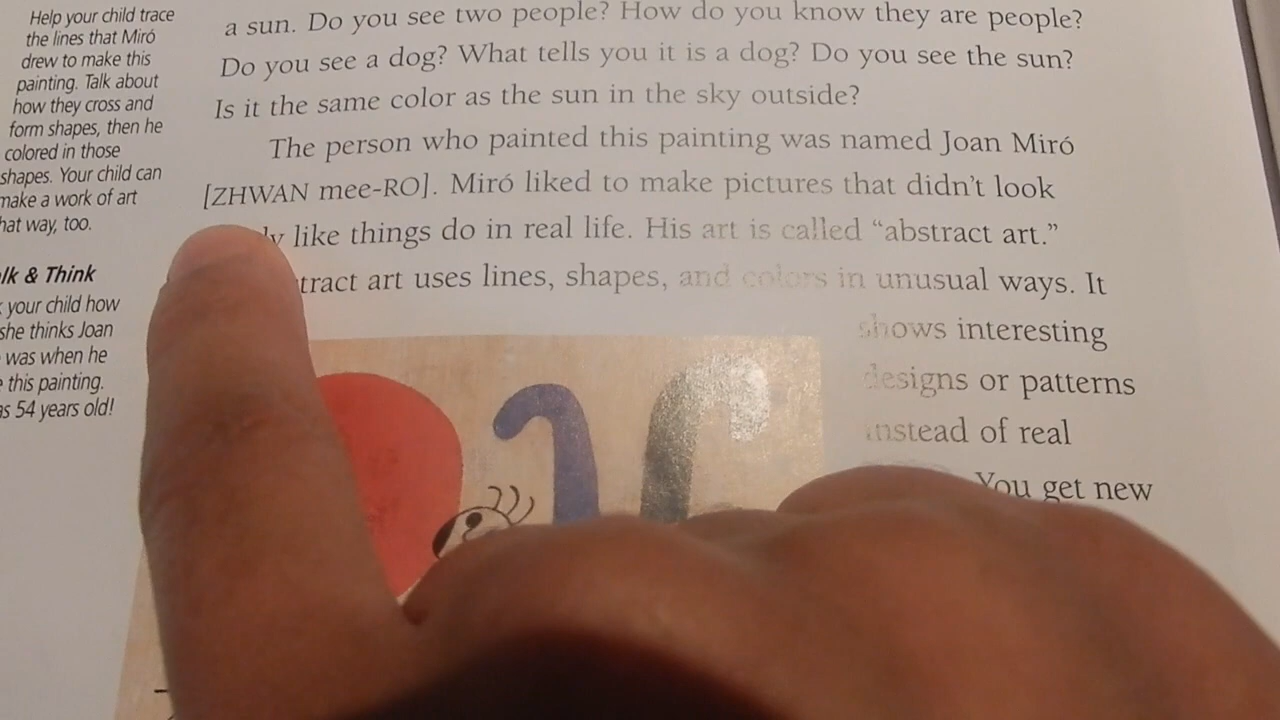 Help your child trace
the lines that Miró
drew to make this
painting. Talk about
how they cross and
form shapes, then he
colored in those
shapes. Your child can
make a work of art
hat way, too.
lk & Think
your child how
she thinks Joan
was when he
this painting.
as 54 years old!
a sun. Do you see two people? How do you know they are people?
Do you see a dog? What tells you it is a dog? Do you see the sun?
Is it the same color as the sun in the sky outside?
The person who painted this painting was named Joan Miró
[ZHWAN mee-RO]. Miró liked to make pictures that didn't look
ly like things do in real life. His art is called “abstract art.”
tract art uses lines, shapes, and colors in unusual ways. It
shows interesting
designs or patterns
instead of real
You get new